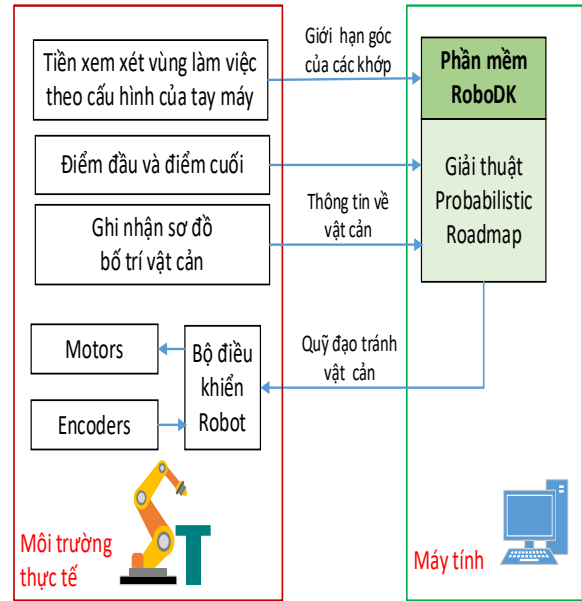 Tiền xem xét vùng làm việc
theo cấu hình của tay máy
Giới hạn góc
của các khớp
Phần mềm
RoboDK
Điểm đầu và điểm cuối
Giải thuật
Probabilistic
Roadmap
Ghi nhận sơ đồ
bố trí vật cản
Thông tin về
vật cản
Motors
Encoders
Bộ điều
khiển
Robot
Quỹ đạo tránh
vật cản
Môi trường
thực tế
Máy tính